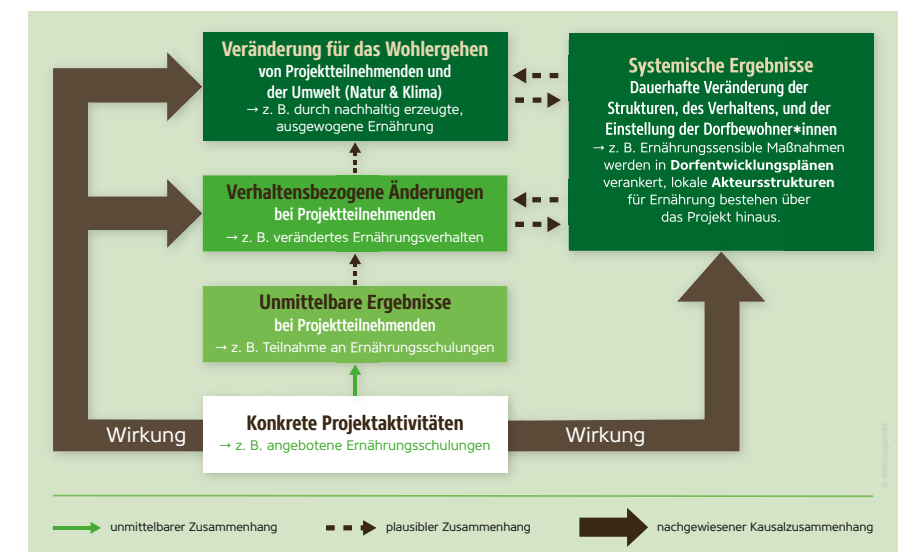 Veränderung für das Wohlergehen
von Projektteilnehmenden und
der Umwelt (Natur & Klima)
→ z. B. durch nachhaltig erzeugte,
ausgewogene Ernährung
Systemische Ergebnisse
Dauerhafte Veränderung der
Strukturen, des Verhaltens, und der
Einstellung der Dorfbewohner*innen
→ z. B. Ernährungssensible Maßnahmen
werden in Dorfentwicklungsplänen
verankert, lokale Akteursstrukturen
für Ernährung bestehen über
das Projekt hinaus.
Verhaltensbezogene Änderungen
bei Projektteilnehmenden
→ z. B. verändertes Ernährungsverhalten
Unmittelbare Ergebnisse
bei Projektteilnehmenden
→ z. B. Teilnahme an Ernährungsschulungen
Wirkung
Konkrete Projektaktivitäten
→ z. B. angebotene Ernährungsschulungen
Wirkung
© Welthungerhilfe
unmittelbarer Zusammenhang
plausibler Zusammenhang
nachgewiesener Kausalzusammenhang